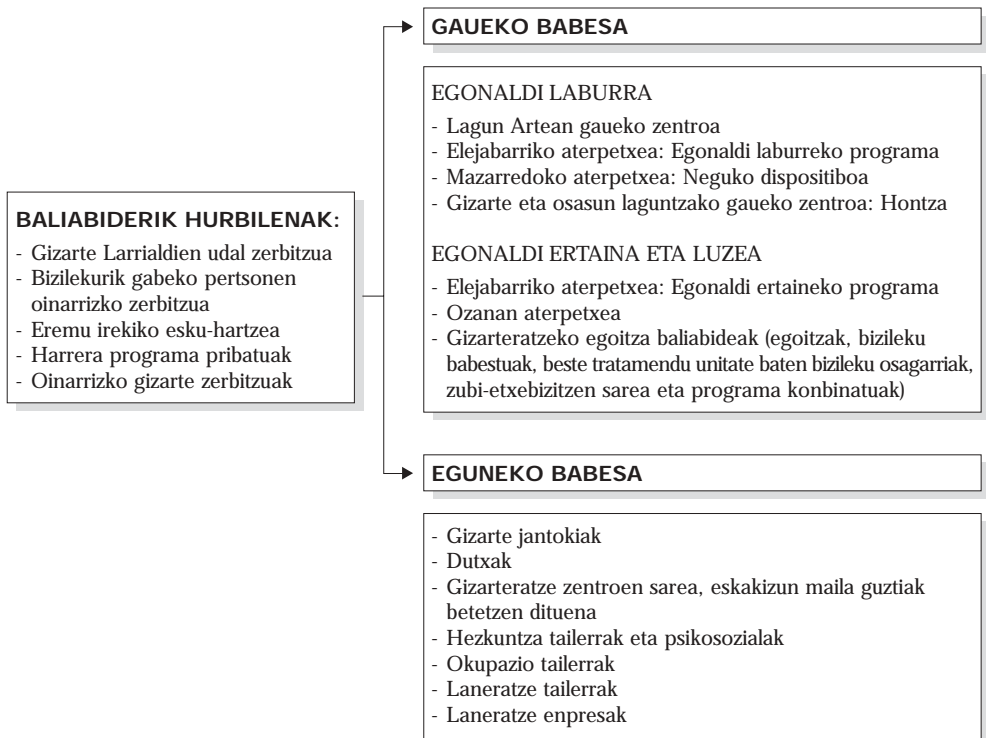 BALIABIDERIK HURBILENAK:
- Gizarte Larrialdien udal zerbitzua
- Bizilekurik gabeko pertsonen
oinarrizko zerbitzua
- Eremu irekiko esku-hartzea
- Harrera programa pribatuak
- Oinarrizko gizarte zerbitzuak
GAUEKO BABESA
EGONALDI LABURRA
- Lagun Artean gaueko zentroa
- Elejabarriko aterpetxea: Egonaldi laburreko programa
- Mazarredoko aterpetxea: Neguko dispositiboa
- Gizarte eta osasun laguntzako gaueko zentroa: Hontza
EGONALDI ERTAINA ETA LUZEA
- Elejabarriko aterpetxea: Egonaldi ertaineko programa
- Ozanan aterpetxea
- Gizarteratzeko egoitza baliabideak (egoitzak, bizileku
babestuak, beste tratamendu unitate baten bizileku osagarriak,
zubi-etxebizitzen sarea eta programa konbinatuak)
EGUNEKO BABESA
- Gizarte jantokiak
- Dutxak
- Gizarteratze zentroen sarea, eskakizun maila guztiak
betetzen dituena
- Hezkuntza tailerrak eta psikosozialak
- Okupazio tailerrak
- Laneratze tailerrak
- Laneratze enpresak